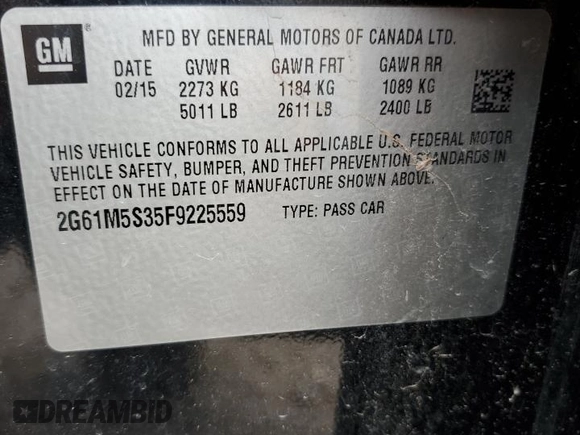 GM
MFD BY GENERAL MOTORS OF CANADA LTD.
DATE GVWR GAWR FRT GAWR RR
02/15 2273 KG 1184 KG 1089 KG
5011 LB 2611 LB 2400 LB
THIS VEHICLE CONFORMS TO ALL APPLICABLE U.S. FEDERAL MOTOR
VEHICLE SAFETY, BUMPER, AND THEFT PREVENTION STANDARDS IN
EFFECT ON THE DATE OF MANUFACTURE SHOWN ABOVE.
2G61M5S35F9225559 TYPE: PASS CAR
DREAMBID